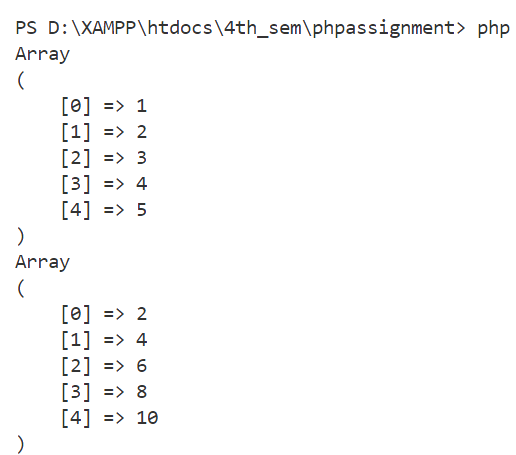 PS D:\XAMPP\htdocs\4th_sem\phpassignment> php
Array
(
    [0] => 1
    [1] => 2
    [2] => 3
    [3] => 4
    [4] => 5
)
Array
(
    [0] => 2
    [1] => 4
    [2] => 6
    [3] => 8
    [4] => 10
)